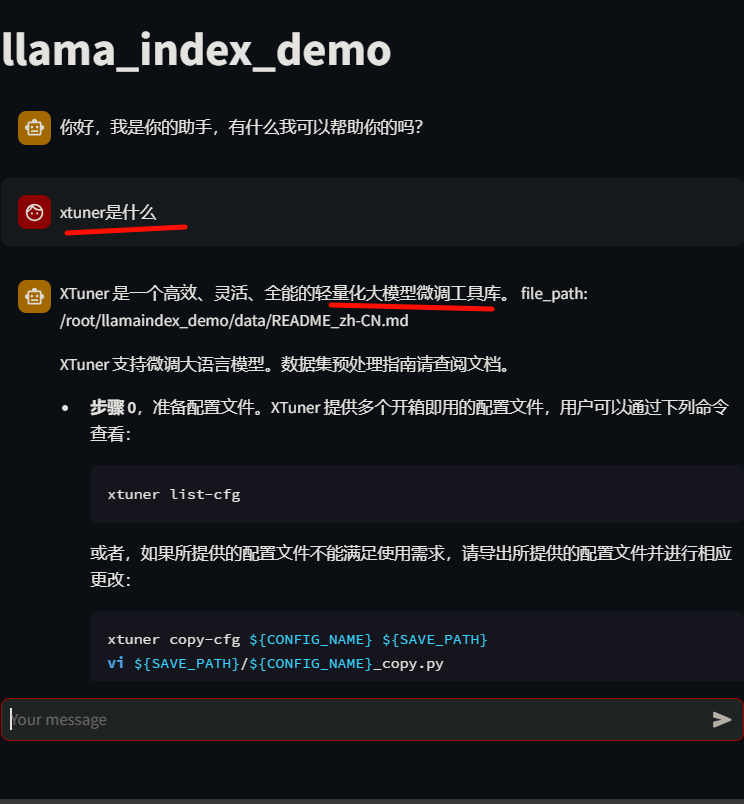 llama_index_demo
你好，我是你的助手，有什么我可以帮助你的吗？
xtuner是什么
XTuner 是一个高效、灵活、全能的轻量化大模型微调工具库。 file_path:
/root/llamaindex_demo/data/README_zh-CN.md
XTuner 支持微调大语言模型。数据集预处理指南请查阅文档。
• 步骤 0，准备配置文件。XTuner 提供多个开箱即用的配置文件，用户可以通过下列命令
查看：
xtuner list-cfg
或者，如果所提供的配置文件不能满足使用需求，请导出所提供的配置文件并进行相应
更改：
xtuner copy-cfg ${CONFIG_NAME} ${SAVE_PATH}
vi ${SAVE_PATH}/${CONFIG_NAME}_copy.py
Your message